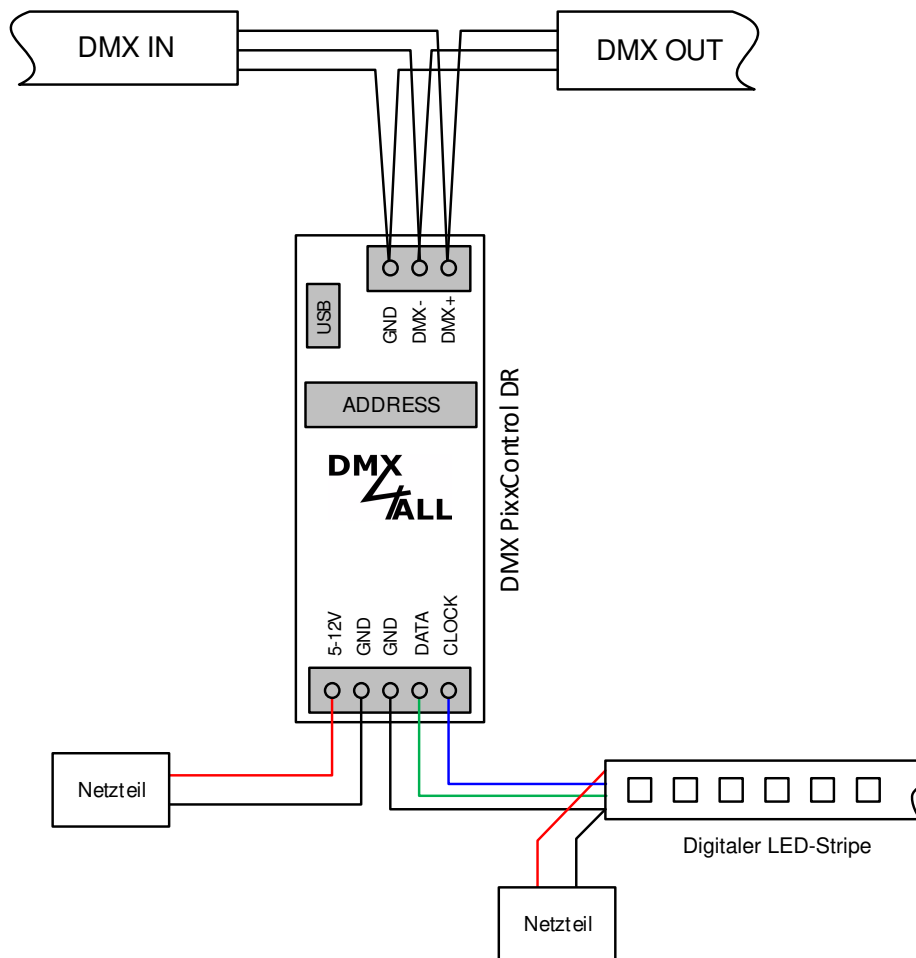 DMX IN
DMX OUT
USB
GND
DMX-
DMX+
ADDRESS
DMX
4
ALL
DMX PixxControl DR
5-12V
GND
GND
DATA
CLOCK
Netzteil
Digitaler LED-Stripe
Netzteil